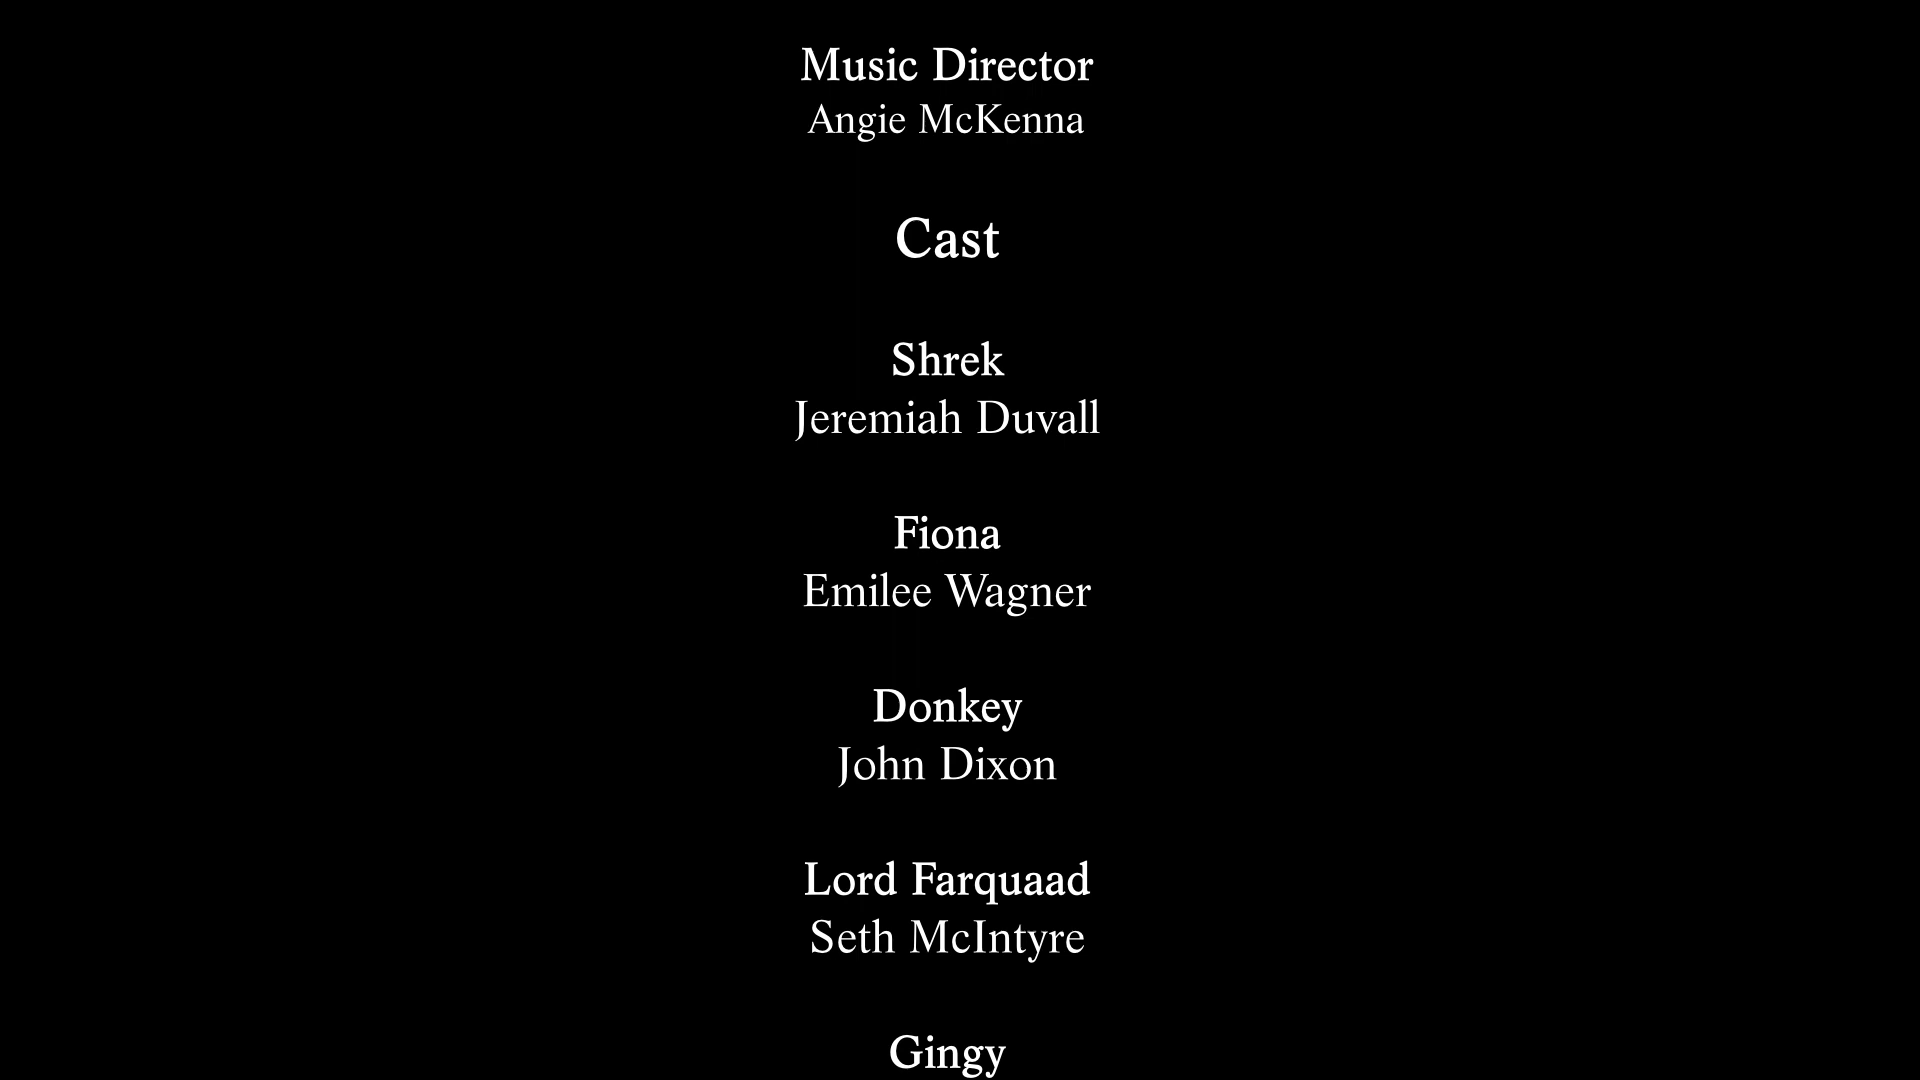 Music Director
Angie McKenna
Cast
Shrek
Jeremiah Duvall
Fiona
Emilee Wagner
Donkey
John Dixon
Lord Farquaad
Seth McIntyre
Gingy